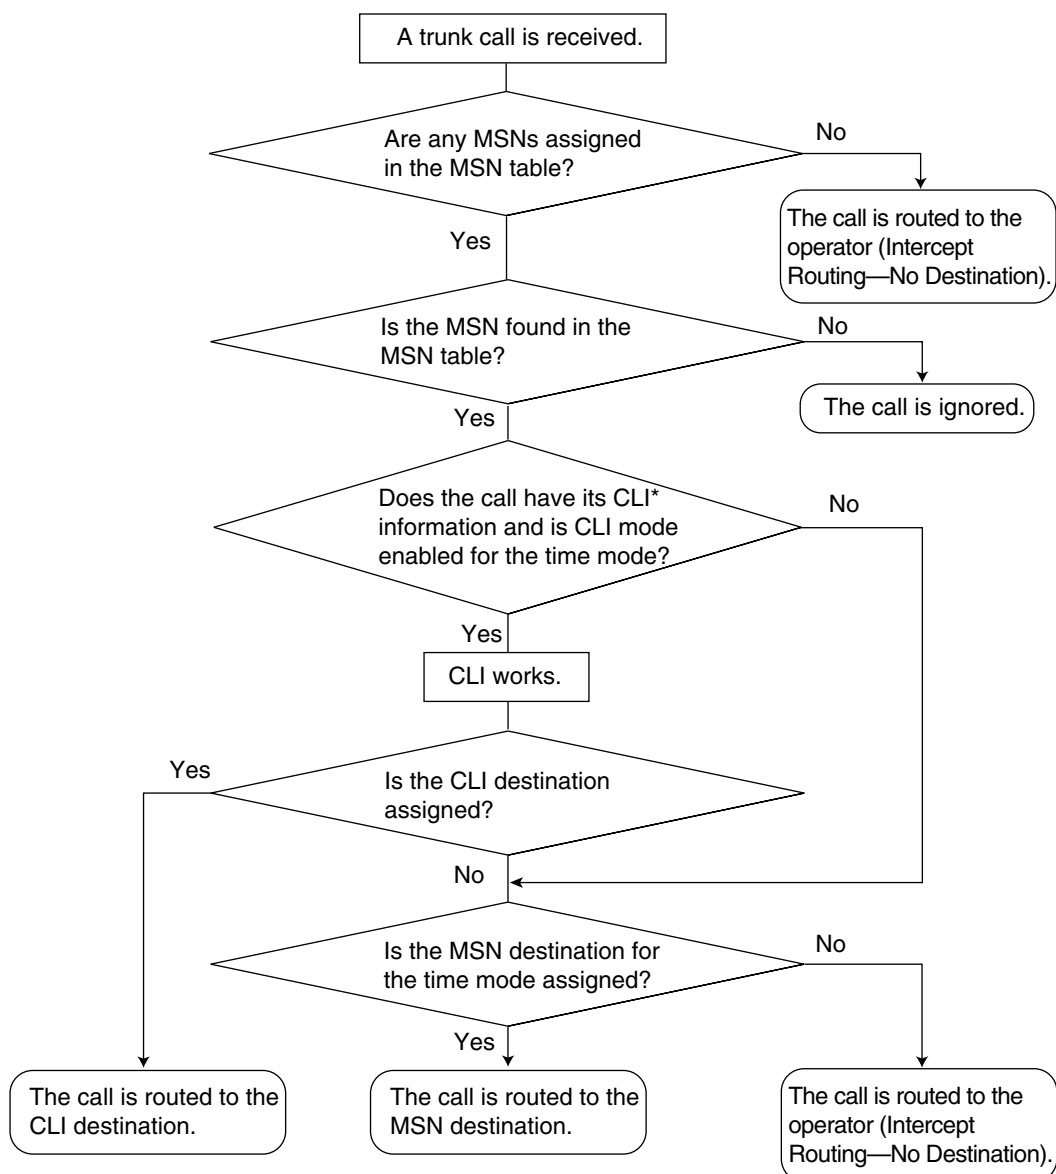 A trunk call is received.
Are any MSNs assigned
in the MSN table?
No
The call is routed to the
operator (Intercept
Routing—No Destination).
Yes
Is the MSN found in the
MSN table?
No
The call is ignored.
Yes
Does the call have its CLI*
information and is CLI mode
enabled for the time mode?
No
Yes
CLI works.
Yes
Is the CLI destination
assigned?
No
Is the MSN destination for
the time mode assigned?
No
Yes
The call is routed to the
CLI destination.
The call is routed to the
MSN destination.
The call is routed to the
operator (Intercept
Routing—No Destination).